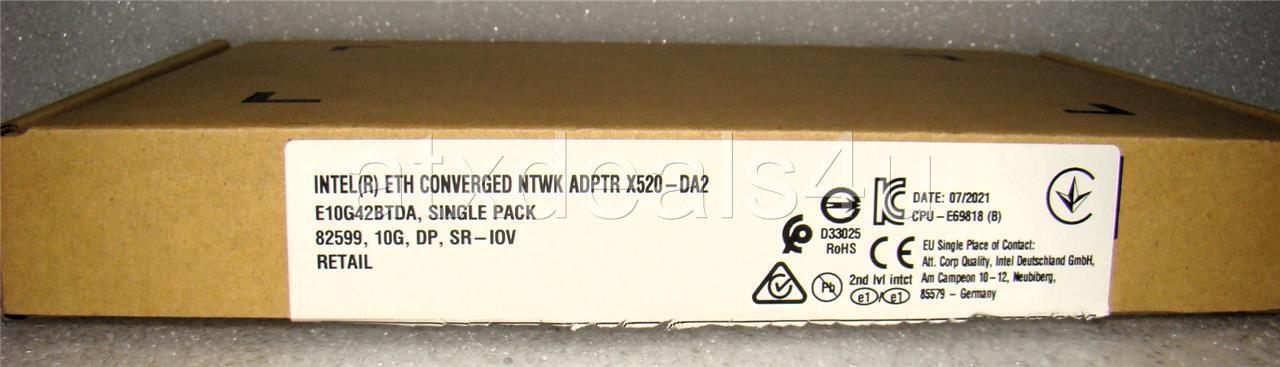 atxdeals4u
INTEL(R) ETH CONVERGED NTWK ADPTR X520-DA2
E10G42BTDA, SINGLE PACK
82599, 10G, DP, SR-IOV
RETAIL
D33025
RoHS
DATE: 07/2021
CPU-E69818 (B)
CE
EU Single Place of Contact:
Att. Corp Quality, Intel Deutschland GmbH,
Am Campeon 10-12, Neubiberg,
85579 - Germany
Pb
2nd lvl intct
e1/e1